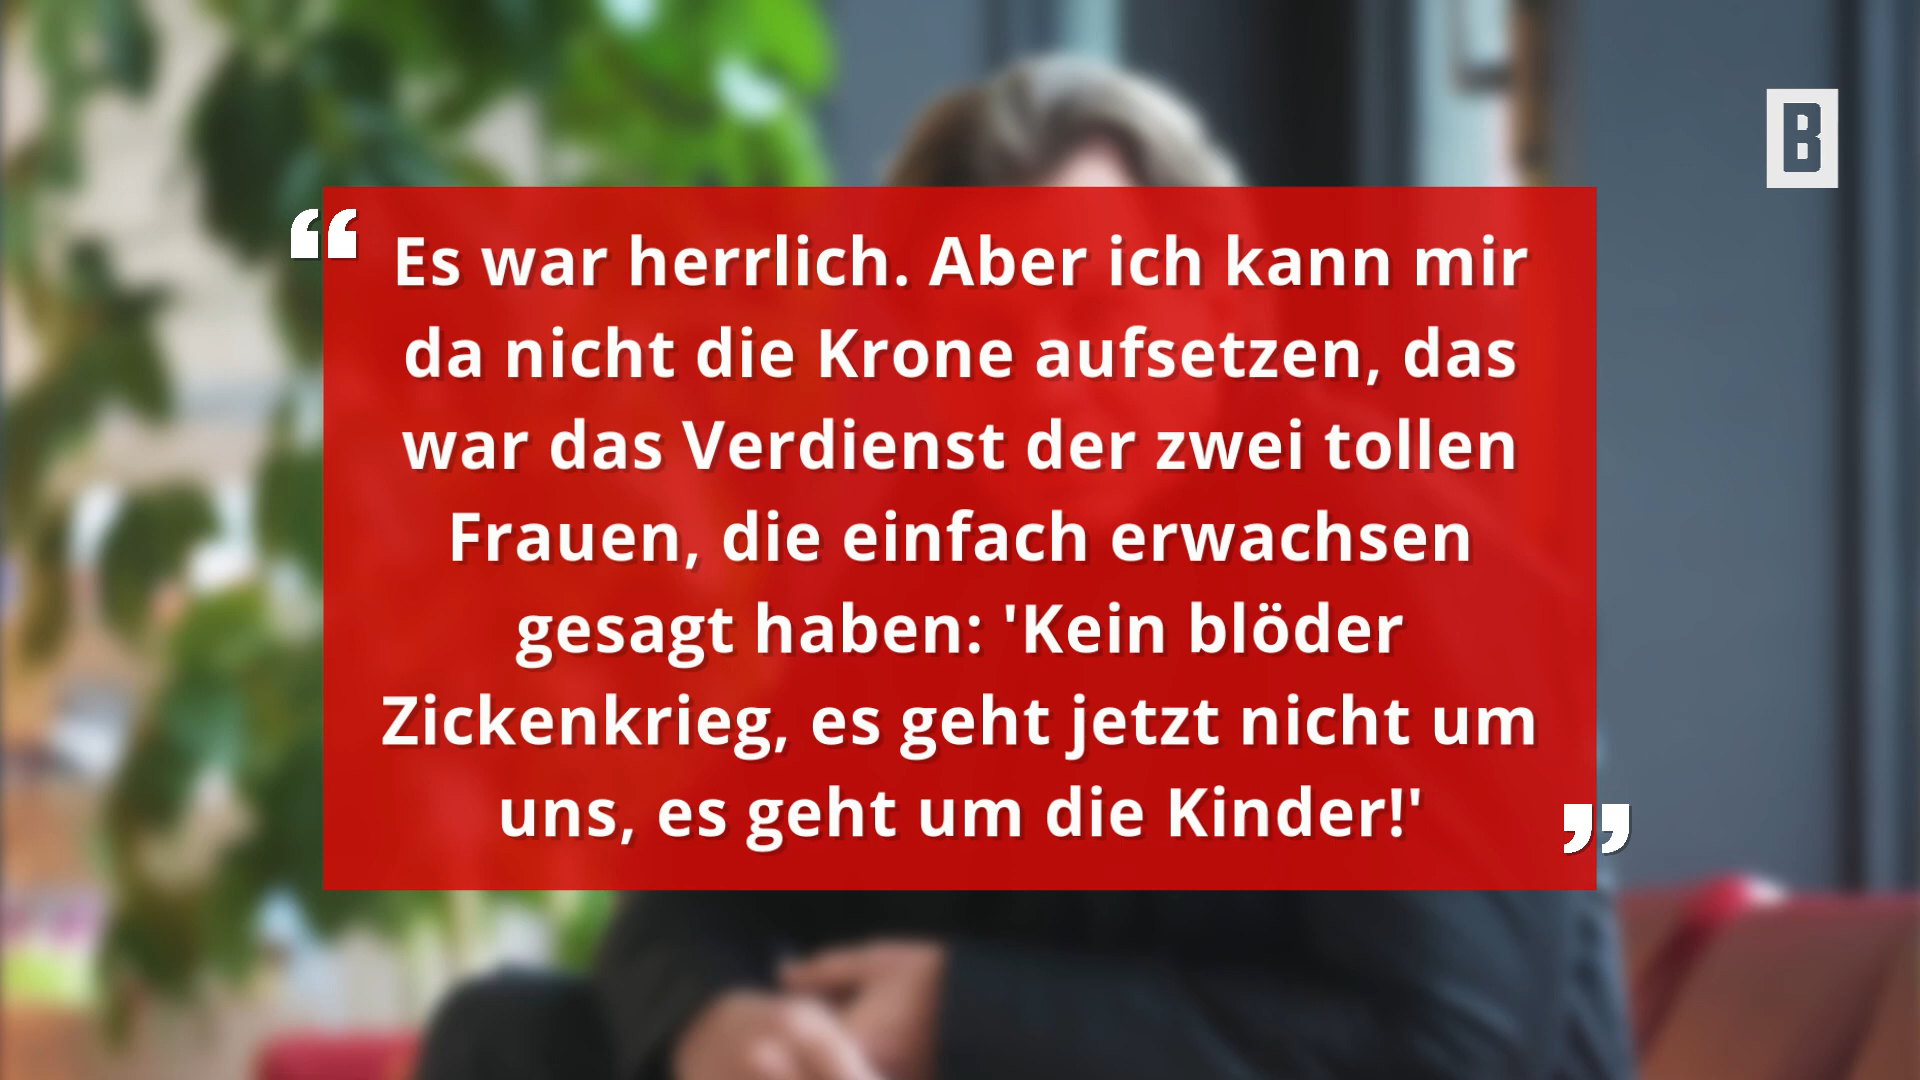 B
“Es war herrlich. Aber ich kann mir
da nicht die Krone aufsetzen, das
war das Verdienst der zwei tollen
Frauen, die einfach erwachsen
gesagt haben: 'Kein blöder
Zickenkrieg, es geht jetzt nicht um
uns, es geht um die Kinder!'”